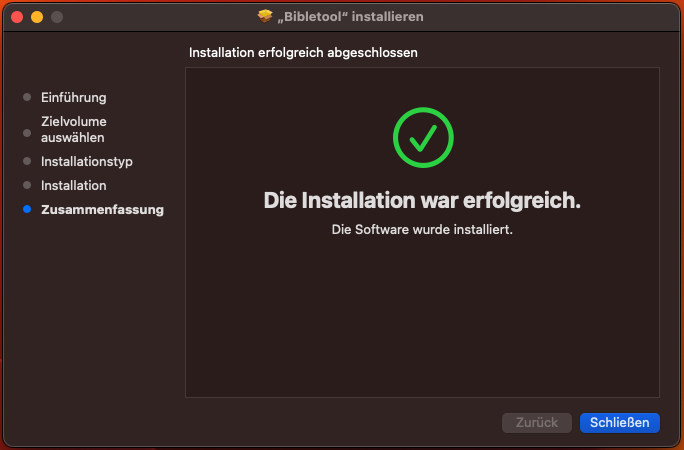 „Bibletool“ installieren
Installation erfolgreich abgeschlossen
Einführung
Zielvolume
auswählen
Installationstyp
Installation
Zusammenfassung
Die Installation war erfolgreich.
Die Software wurde installiert.
Zurück
Schließen